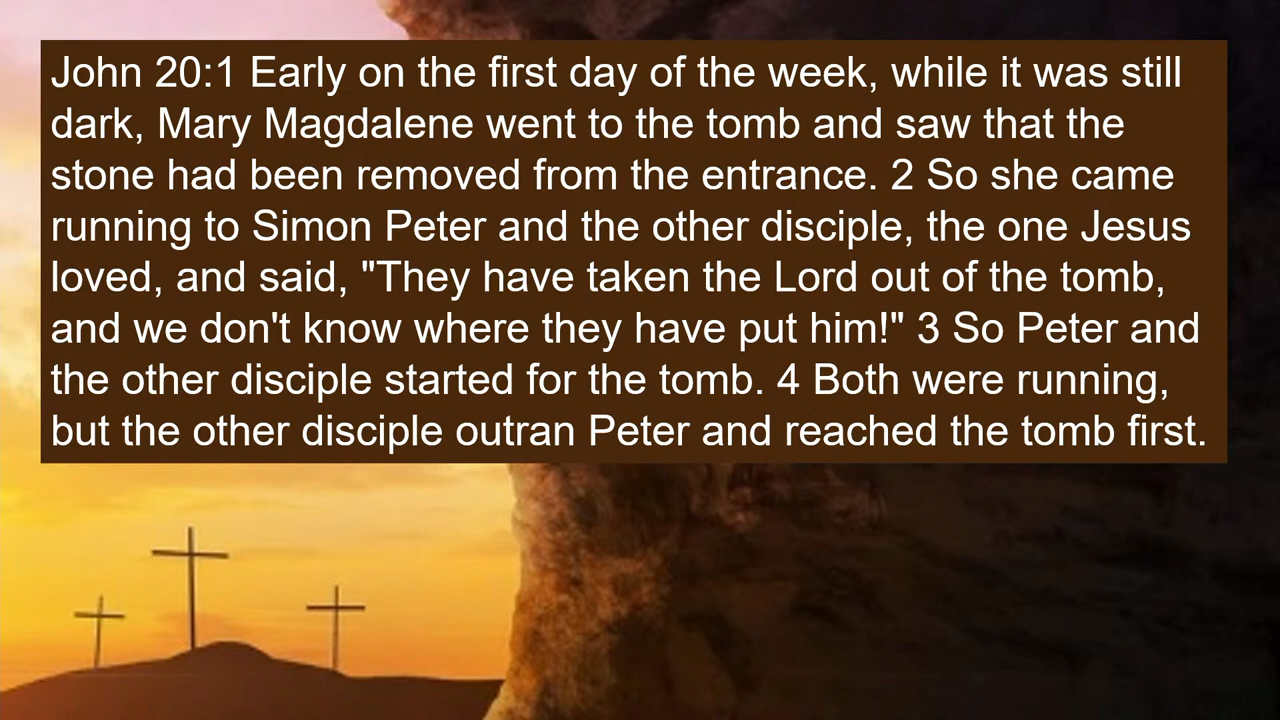 John 20:1 Early on the first day of the week, while it was still
dark, Mary Magdalene went to the tomb and saw that the
stone had been removed from the entrance. 2 So she came
running to Simon Peter and the other disciple, the one Jesus
loved, and said, "They have taken the Lord out of the tomb,
and we don't know where they have put him!" 3 So Peter and
the other disciple started for the tomb. 4 Both were running,
but the other disciple outran Peter and reached the tomb first.